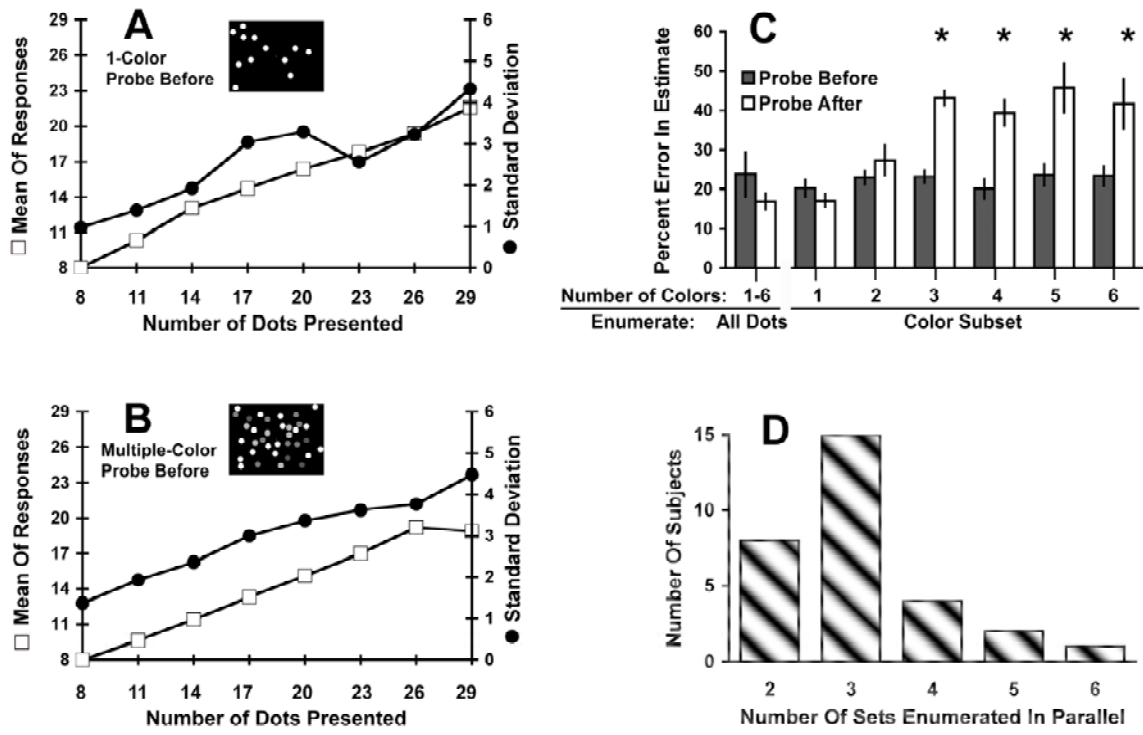 A
1-Color
Probe Before
Mean Of Responses
Standard Deviation
29
26
23
20
17
14
11
8
6
5
4
3
2
1
0
8 11 14 17 20 23 26 29
Number of Dots Presented
C
Percent Error In Estimate
60
50
40
30
20
10
0
* * * *
Probe Before
Probe After
Number of Colors: 1-6 1 2 3 4 5 6
Enumerate: All Dots Color Subset
B
Multiple-Color
Probe Before
Mean Of Responses
Standard Deviation
29
26
23
20
17
14
11
8
6
5
4
3
2
1
0
8 11 14 17 20 23 26 29
Number of Dots Presented
D
Number Of Subjects
15
10
5
0
2 3 4 5 6
Number Of Sets Enumerated In Parallel